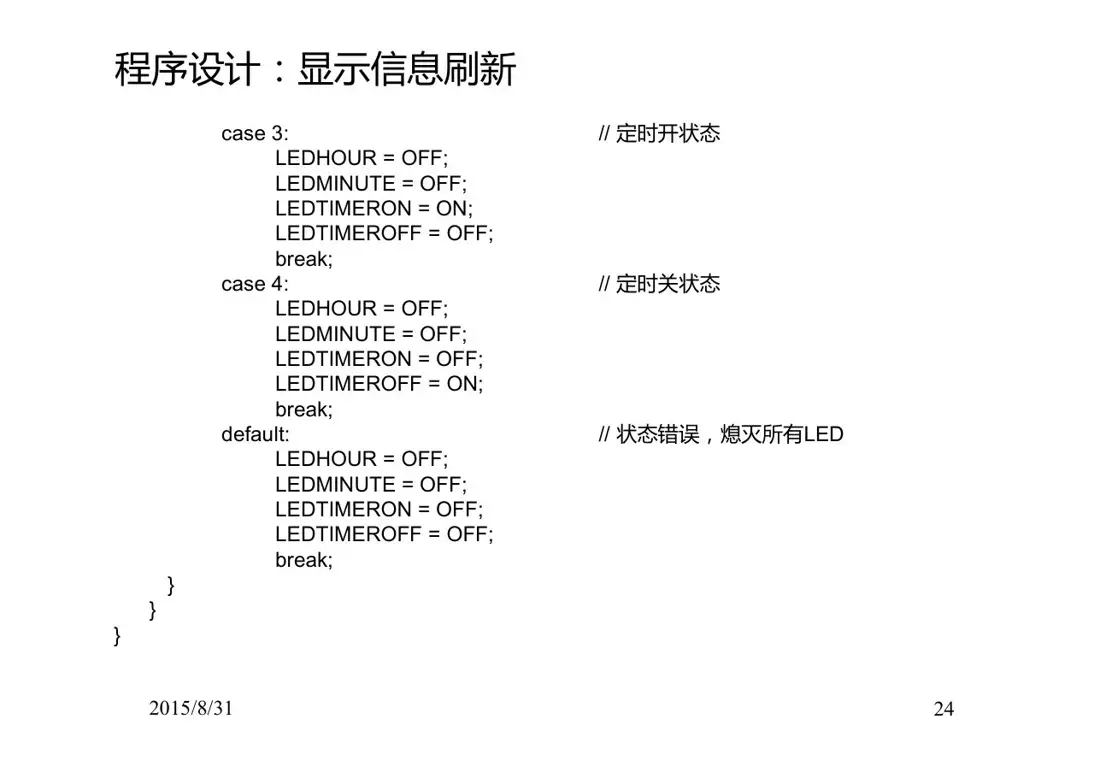 程序设计：显示信息刷新
case 3: // 定时开状态
LEDHOUR = OFF;
LEDMINUTE = OFF;
LEDTIMERON = ON;
LEDTIMEROFF = OFF;
break;
case 4: // 定时关状态
LEDHOUR = OFF;
LEDMINUTE = OFF;
LEDTIMERON = OFF;
LEDTIMEROFF = ON;
break;
default: // 状态错误，熄灭所有LED
LEDHOUR = OFF;
LEDMINUTE = OFF;
LEDTIMERON = OFF;
LEDTIMEROFF = OFF;
break;
}
}
}
2015/8/31 24